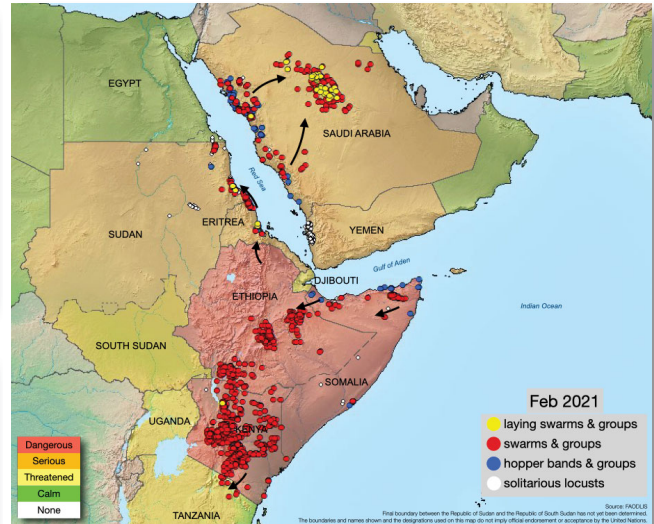 EGYPT
SAUDI ARABIA
Red Sea
ERITREA
SUDAN
YEMEN
Gulf of Aden
DJIBOUTI
ETHIOPIA
Indian Ocean
SOUTH SUDAN
SOMALIA
UGANDA
KENYA
TANZANIA
Feb 2021
laying swarms & groups
swarms & groups
hopper bands & groups
solitarious locusts
Dangerous
Serious
Threatened
Calm
None
Source: FAODLIS
Final boundary between the Republic of Sudan and the Republic of South Sudan has not yet been determined.
The boundaries and names shown and the designations used on this map do not imply official endorsement or acceptance by the United Nations.